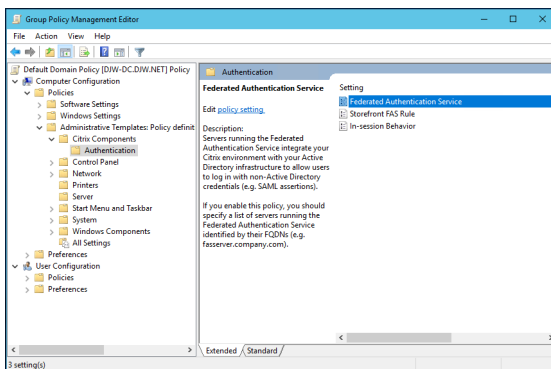 Group Policy Management Editor
File Action View Help
Default Domain Policy [DJW-DC.DJW.NET] Policy
Computer Configuration
Policies
Software Settings
Windows Settings
Administrative Templates: Policy definit
Citrix Components
Authentication
Control Panel
Network
Printers
Server
Start Menu and Taskbar
System
Windows Components
All Settings
Preferences
User Configuration
Policies
Preferences
Authentication
Federated Authentication Service
Edit policy setting
Description:
Servers running the Federated
Authentication Service integrate your
Citrix environment with your Active
Directory infrastructure to allow users
to log in with non-Active Directory
credentials (e.g. SAML assertions).
If you enable this policy, you should
specify a list of servers running the
Federated Authentication Service
identified by their FQDNs (e.g.
fasserver.company.com).
Setting
Federated Authentication Service
Storefront FAS Rule
In-session Behavior
Extended Standard
3 setting(s)